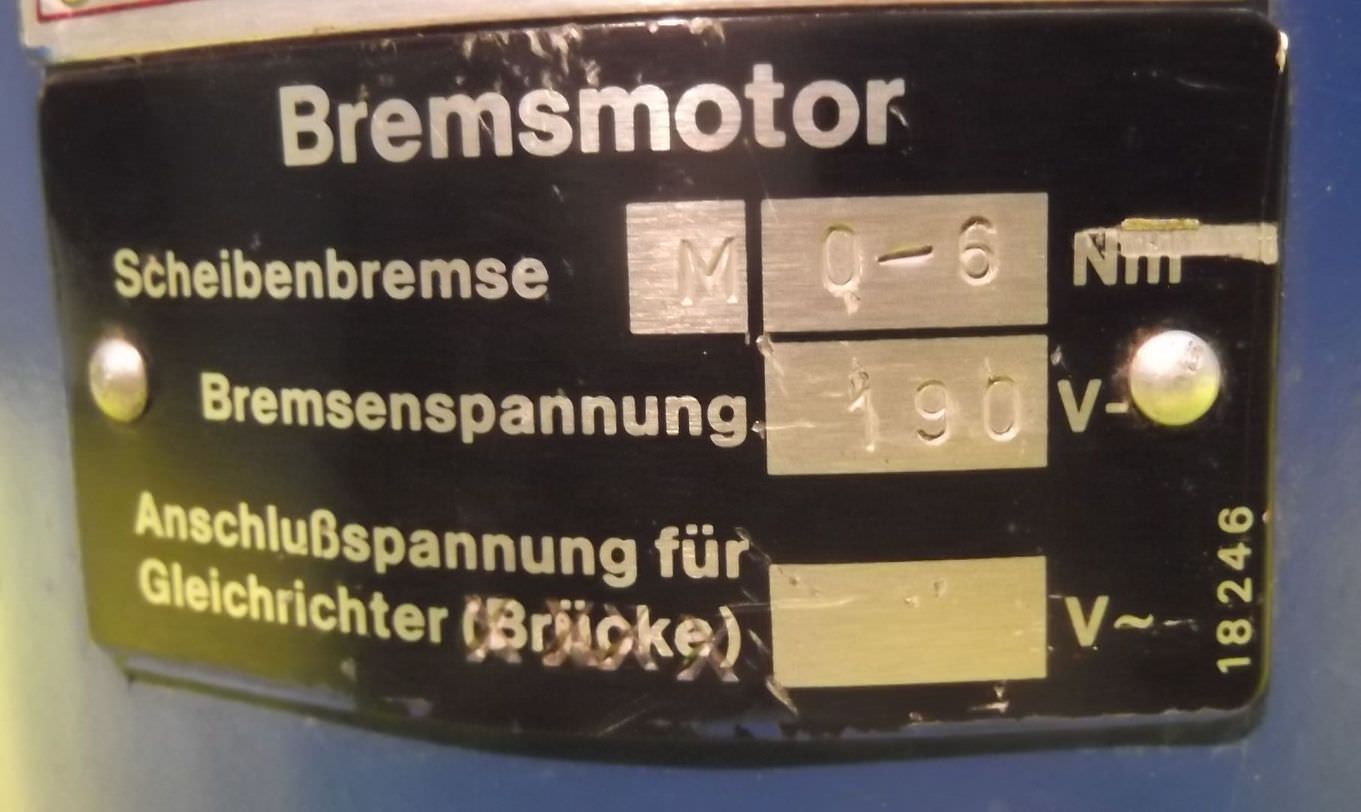 Bremsmotor
Scheibenbremse M 0-6 Nm
Bremsenspannung 190 V-
Anschlußspannung für
Gleichrichter (Brücke) V~
18246